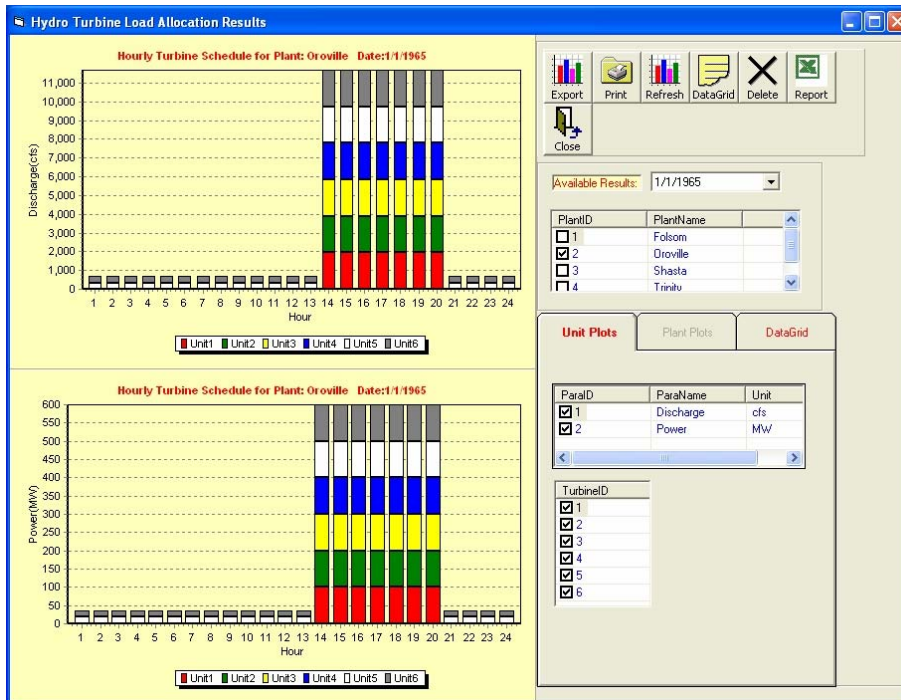 Hydro Turbine Load Allocation Results
Hourly Turbine Schedule for Plant: Oroville Date:1/1/1965
11,000
10,000
9,000
8,000
7,000
6,000
5,000
4,000
3,000
2,000
1,000
0
Discharge(cfs)
1 2 3 4 5 6 7 8 9 10 11 12 13 14 15 16 17 18 19 20 21 22 23 24
Hour
Unit1 Unit2 Unit3 Unit4 Unit5 Unit6
Hourly Turbine Schedule for Plant: Oroville Date:1/1/1965
600
550
500
450
400
350
300
250
200
150
100
50
0
Power(MW)
1 2 3 4 5 6 7 8 9 10 11 12 13 14 15 16 17 18 19 20 21 22 23 24
Hour
Unit1 Unit2 Unit3 Unit4 Unit5 Unit6
Export Print Refresh DataGrid Delete Report
Close
Available Results: 1/1/1965
PlantID PlantName
1 Folsom
2 Oroville
3 Shasta
4 Trinity
Unit Plots Plant Plots DataGrid
ParaID ParaName Unit
1 Discharge cfs
2 Power MW
TurbineID
1
2
3
4
5
6